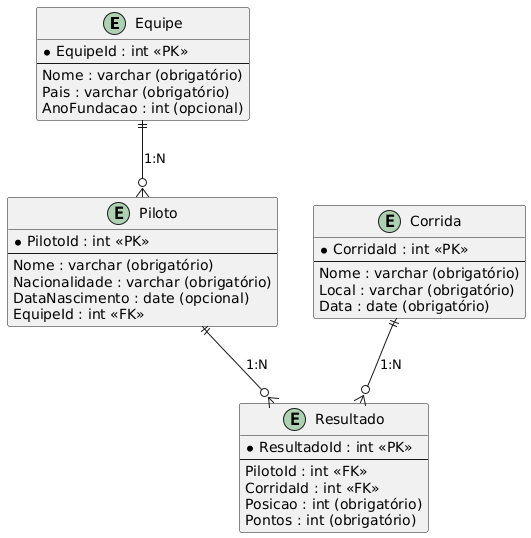 E Equipe
EquipeId : int «PK»
Nome : varchar (obrigatório)
Pais : varchar (obrigatório)
AnoFundacao : int (opcional)
1:N
E Piloto
PilotoId : int «PK»
Nome : varchar (obrigatório)
Nacionalidade : varchar (obrigatório)
DataNascimento : date (opcional)
EquipeId : int «FK»
E Corrida
CorridaId : int «PK»
Nome : varchar (obrigatório)
Local : varchar (obrigatório)
Data : date (obrigatório)
1:N
1:N
E Resultado
ResultadoId : int «PK»
PilotoId : int «FK»
CorridaId : int «FK»
Posicao : int (obrigatório)
Pontos : int (obrigatório)